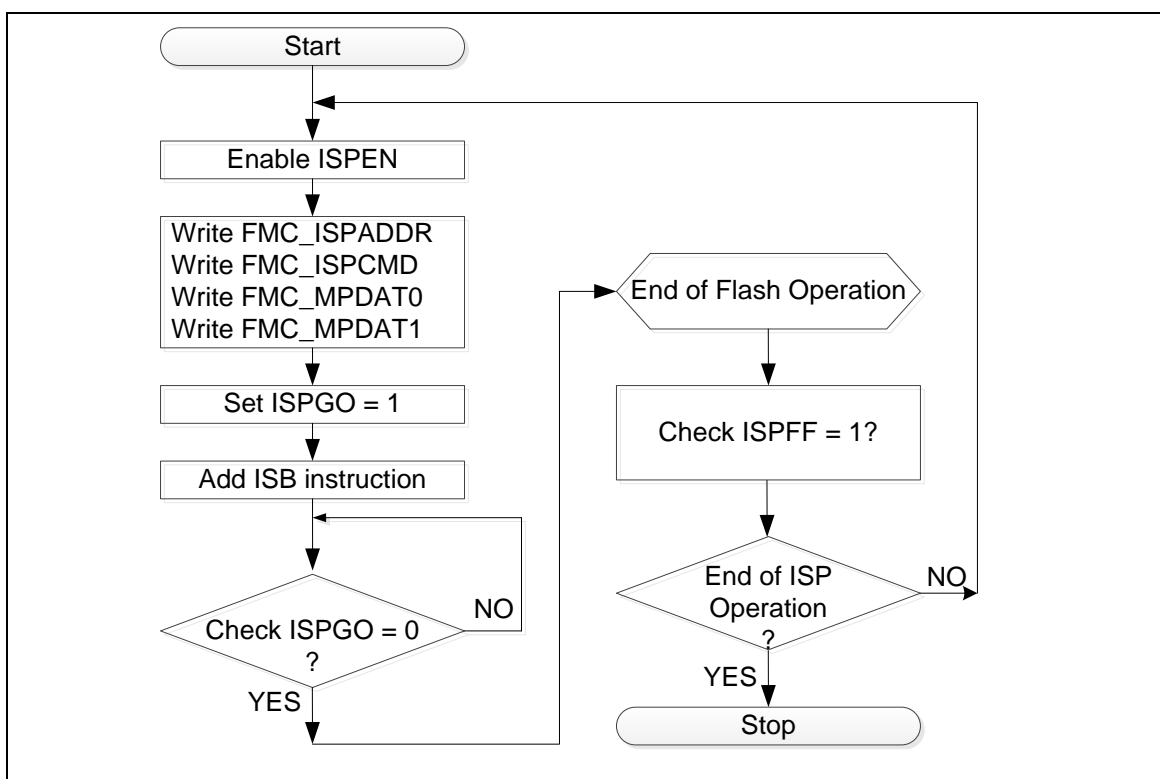 Start
Enable ISPEN
Write FMC_ISPADDR
Write FMC_ISPCMD
Write FMC_MPDAT0
Write FMC_MPDAT1
Set ISPGO = 1
Add ISB instruction
Check ISPGO = 0
?
NO
YES
End of Flash Operation
Check ISPFF = 1?
End of ISP
Operation
?
NO
YES
Stop